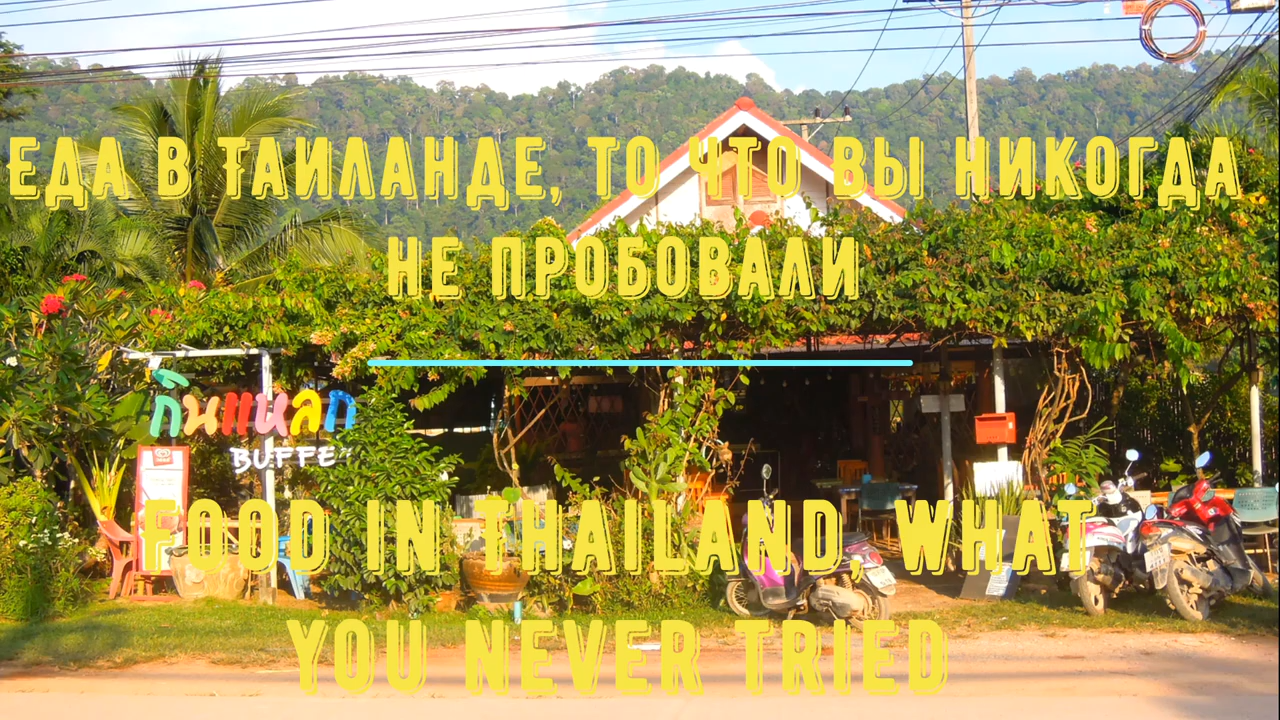 ЕДА В ТАИЛАНДЕ, ТО ЧТО ВЫ НИКОГДА
НЕ ПРОБОВАЛИ
กินแหลก
BUFFET
FOOD IN THAILAND, WHAT
YOU NEVER TRIED